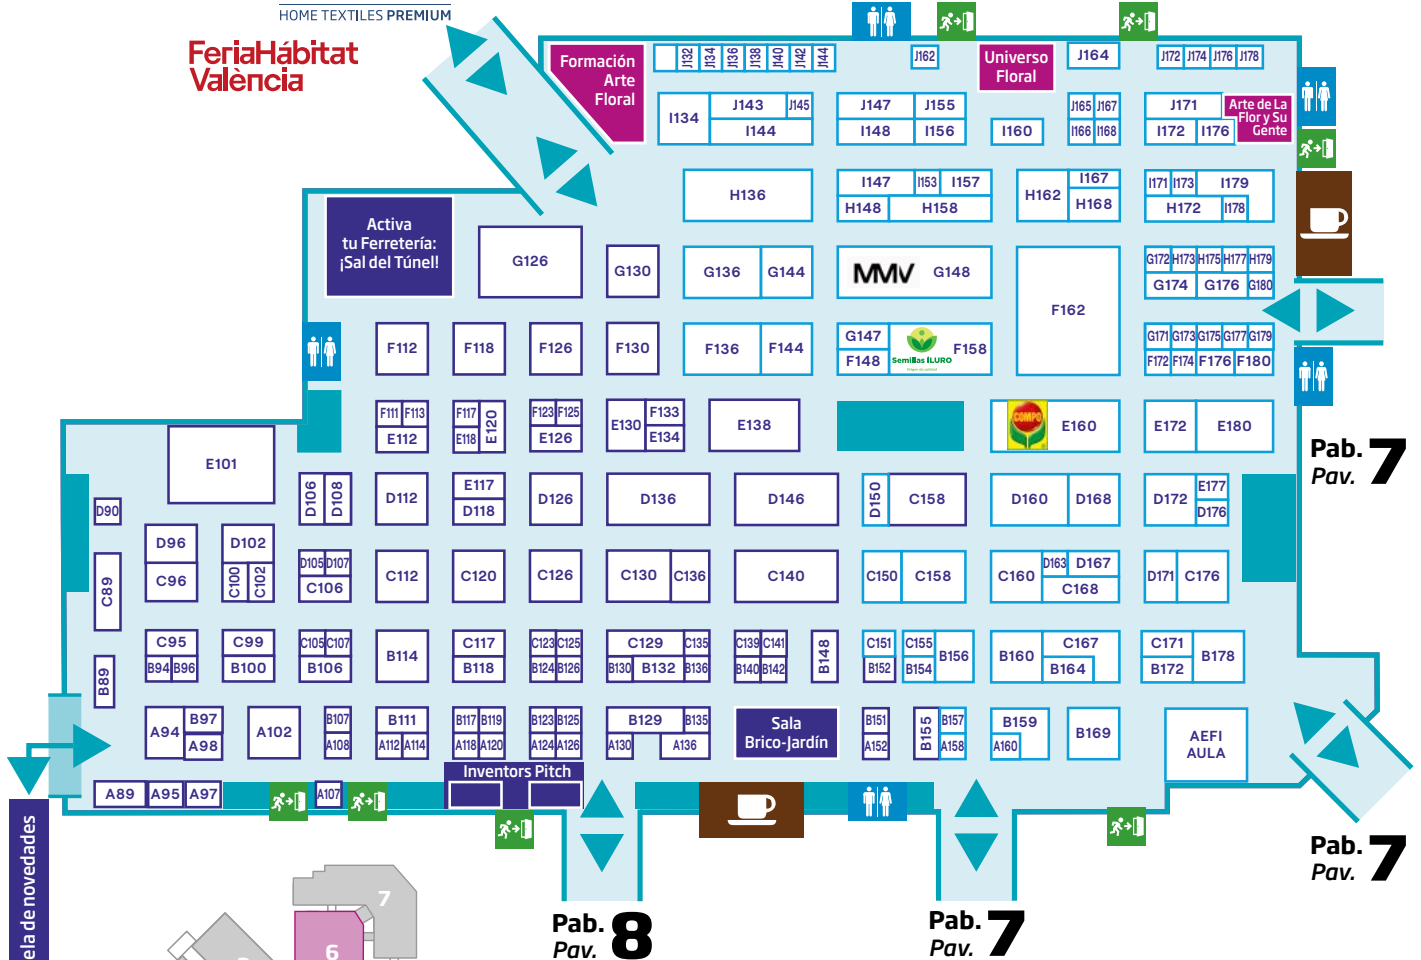 HOME TEXTILES PREMIUM
FeriaHábitat
València
Formación
Arte
Floral
J132 J134 J136 J138 J140 J142 J144
J162
Universo
Floral
J164
J172 J174 J176 J178
I134 J143 J145
I144
J147 J155
I148 I156
I160
J165 J167
I166 I168
J171
I172 I176
Arte de La
Flor y Su
Gente
H136
I147 I153 I157
H148 H158
H162 I167
H168
I171 I173 I179
H172 I178
Activa
tu Ferretería:
¡Sal del Túnel!
G126
G130
G136 G144
MMV G148
F162
G172 H173 H175 H177 H179
G174 G176 G180
F112
F118
F126
F130
F136 F144
G147
F148
Semillas ILURO
F158
G171 G173 G175 G177 G179
F172 F174 F176 F180
F111 F113
E112
F117
E118
E120
F123 F125
E126
E130
F133
E134
E138
COMPO
E160
E172 E180
Pab. 7
Pav.
E101
D90
D106 D108
D112
E117
D118
D126
D136
D146
D150 C158
D160 D168
D172 E177
D176
D96
C96
D102
C100 C102
C89
D105 D107
C106
C112
C120
C126
C130 C136
C140
C150 C158
C160 D163 D167
C168
D171 C176
C95
B94 B96
C99
B100
C105 C107
B106
B114
C117
B118
C123 C125
B124 B126
C129 C135
B130 B132 B136
C139 C141
B140 B142
B148
C151
B152
C155
B154
B156
B160 C167
B164
C171
B172
B178
B89
A94 B97
A98
A102
B107
A108
B111
A112 A114
B117 B119
A118 A120
B123 B125
A124 A126
B129 B135
A130 A136
Sala
Brico-Jardín
B151
A152
B155
B157
A158
B159
A160
B169
AEFI
AULA
A89 A95 A97
A107
Inventors Pitch
ela de novedades
Pab. 8
Pav.
Pab. 7
Pav.
Pab. 7
Pav.
7
6